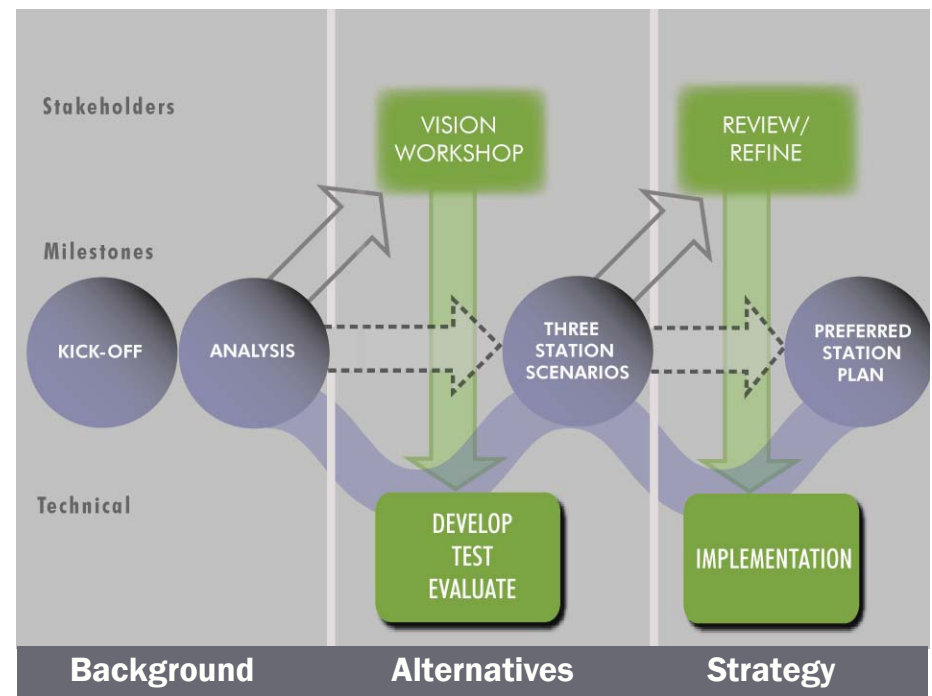 Stakeholders
VISION
WORKSHOP
REVIEW/
REFINE
Milestones
KICK-OFF
ANALYSIS
THREE
STATION
SCENARIOS
PREFERRED
STATION
PLAN
Technical
DEVELOP
TEST
EVALUATE
IMPLEMENTATION
Background
Alternatives
Strategy